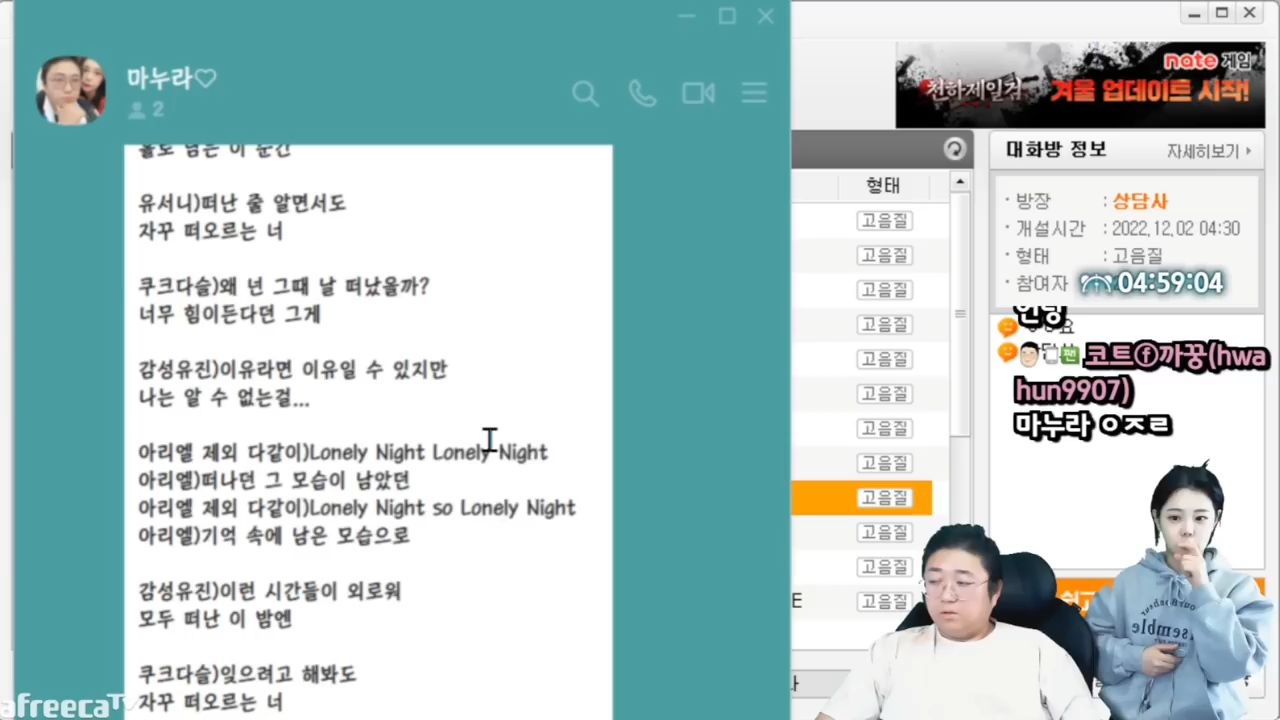 마누라♡
2
홀로 남은 이 순간
유서니)떠난 줄 알면서도
자꾸 떠오르는 너
쿠크다슬)왜 넌 그때 날 떠났을까?
너무 힘이든다던 그게
감성유진)이유라면 이유일 수 있지만
나는 알 수 없는걸...
아리엘 제외 다같이)Lonely Night Lonely Night
아리엘)떠나던 그 모습이 남았던
아리엘 제외 다같이)Lonely Night so Lonely Night
아리엘)기억 속에 남은 모습으로
감성유진)이런 시간들이 외로워
모두 떠난 이 밤엔
쿠크다슬)잊으려고 해봐도
자꾸 떠오르는 너
afreecaTV
nate 게임
천하제일검
겨울 업데이트 시작!
형태
고음질
고음질
고음질
고음질
고음질
고음질
고음질
고음질
고음질
고음질
고음질
고음질
E
대화방 정보
자세히보기
· 방장 : 상담사
· 개설시간 : 2022.12.02 04:30
· 형태 : 고음질
· 참여자
04:59:04
안녕
팬 코트ⓕ까꿍(hwa
hun9907)
마누라 ㅇㅈㄹ
semble